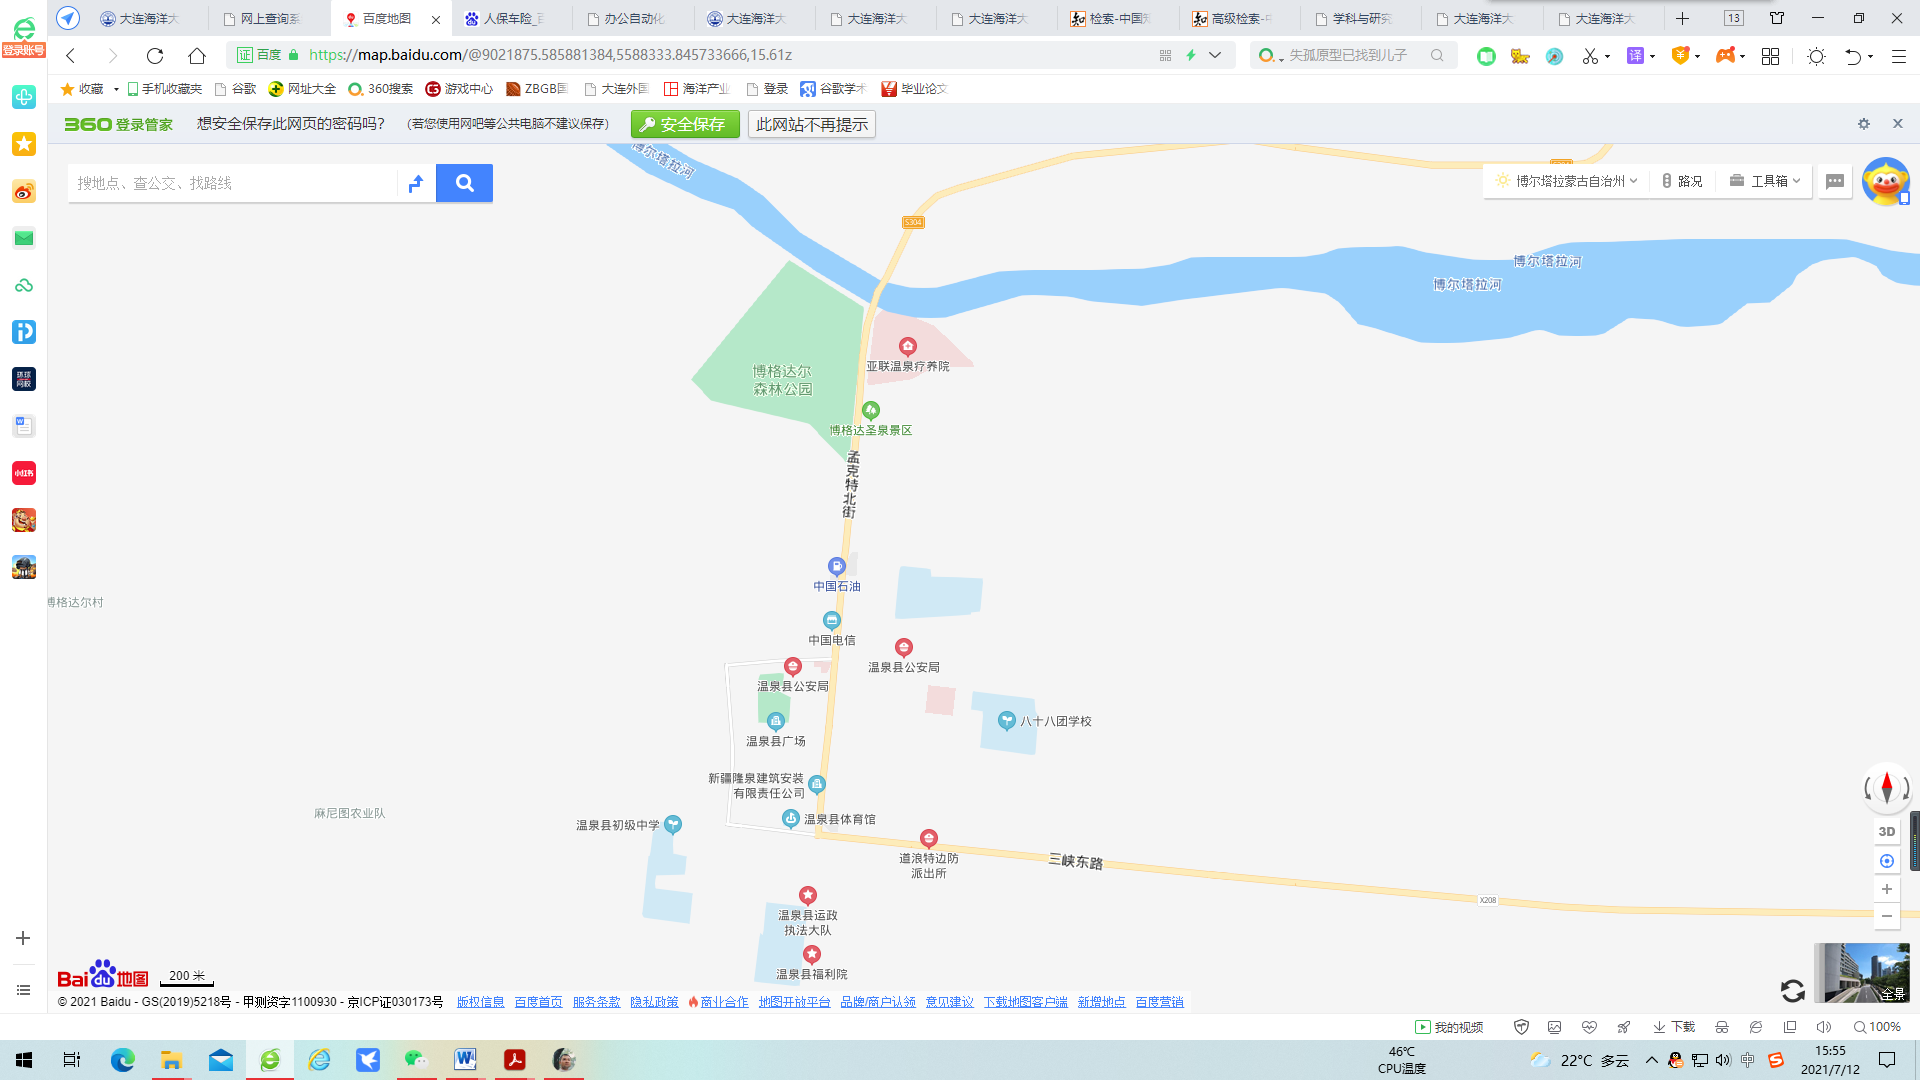 大连海洋大
网上查询系
百度地图
人保车险_百
办公自动化
大连海洋大
大连海洋大
大连海洋大
检索-中国知
高级检索-中
学科与研究
大连海洋大
大连海洋大
13
登录账号
证 百度
https://map.baidu.com/@9021875.585881384,5588333.845733666,15.61z
失孤原型已找到儿子
译
收藏
手机收藏夹
谷歌
网址大全
360搜索
游戏中心
ZBGB国
大连外国
海洋产业
登录
谷歌学术
毕业论文
360 登录管家
想安全保存此网页的密码吗?
(若您使用网吧等公共电脑不建议保存)
安全保存
此网站不再提示
搜地点、查公交、找路线
博尔塔拉蒙古自治州
路况
工具箱
博尔塔拉河
S304
博尔塔拉河
博尔塔拉河
亚联温泉疗养院
博格达尔
森林公园
博格达圣泉景区
孟克特北街
小红书
中国石油
博格达尔村
中国电信
温泉县公安局
温泉县公安局
八十八团学校
温泉县广场
新疆隆泉建筑安装
有限责任公司
麻尼图农业队
温泉县体育馆
温泉县初级中学
道浪特边防
派出所
三峡东路
X208
3D
温泉县运政
执法大队
温泉县福利院
全景
Bai du 地图
200 米
© 2021 Baidu - GS(2019)5218号 - 甲测资字1100930 - 京ICP证030173号
版权信息
百度首页
服务条款
隐私政策
商业合作
地图开放平台
品牌/商户认领
意见建议
下载地图客户端
新增地点
百度营销
我的视频
下载
100%
46℃
CPU温度
22°C 多云
中
15:55
2021/7/12